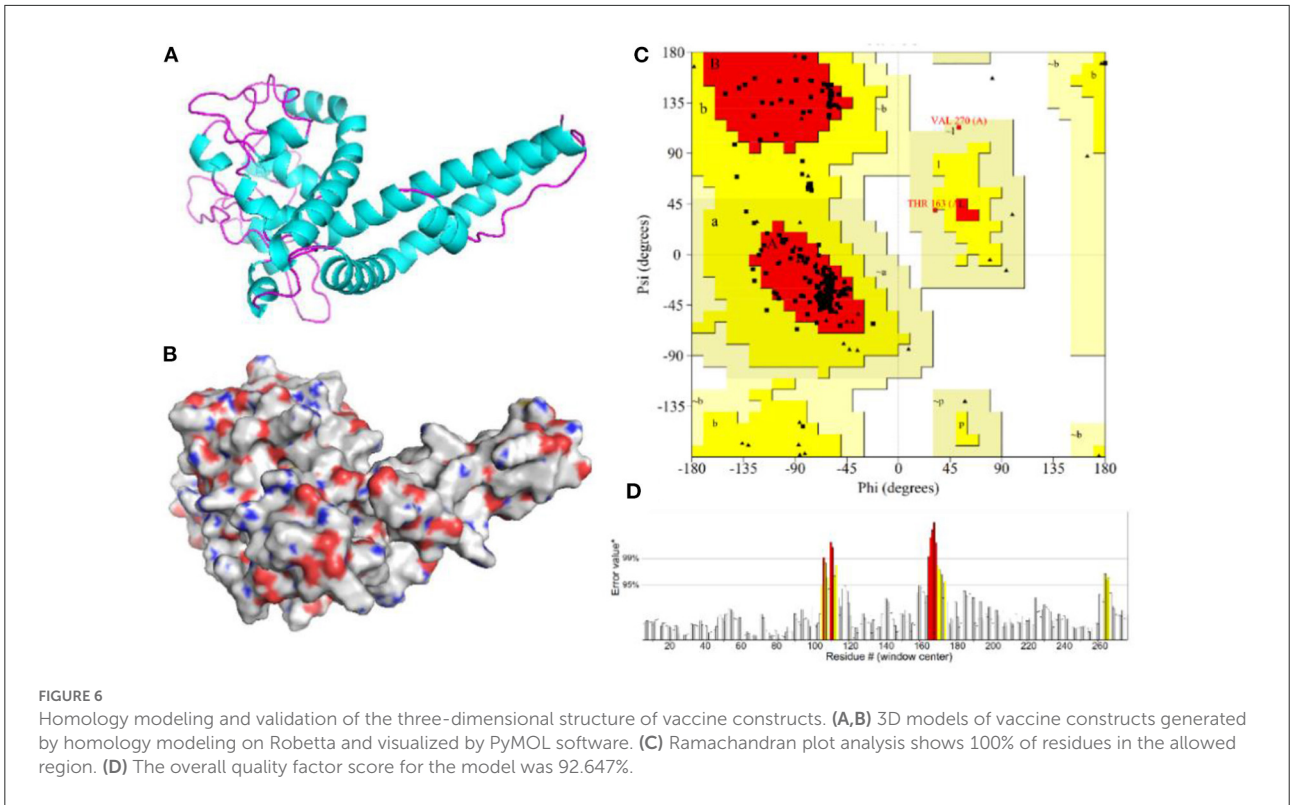 A
C
180
B
135
b
~b
b
VAL 270 (A)
~l
90
l
45
THR 163 (A)
a
0
A
~a
-45
-90
-135
~b
~p
b
p
~b
-180
-135
-90
-45
0
45
90
135
180
Psi (degrees)
Phi (degrees)
B
D
Error value*
99%
95%
20
40
60
80
100
120
140
160
180
200
220
240
260
Residue # (window center)
FIGURE 6
Homology modeling and validation of the three-dimensional structure of vaccine constructs. (A,B) 3D models of vaccine constructs generated
by homology modeling on Robetta and visualized by PyMOL software. (C) Ramachandran plot analysis shows 100% of residues in the allowed
region. (D) The overall quality factor score for the model was 92.647%.